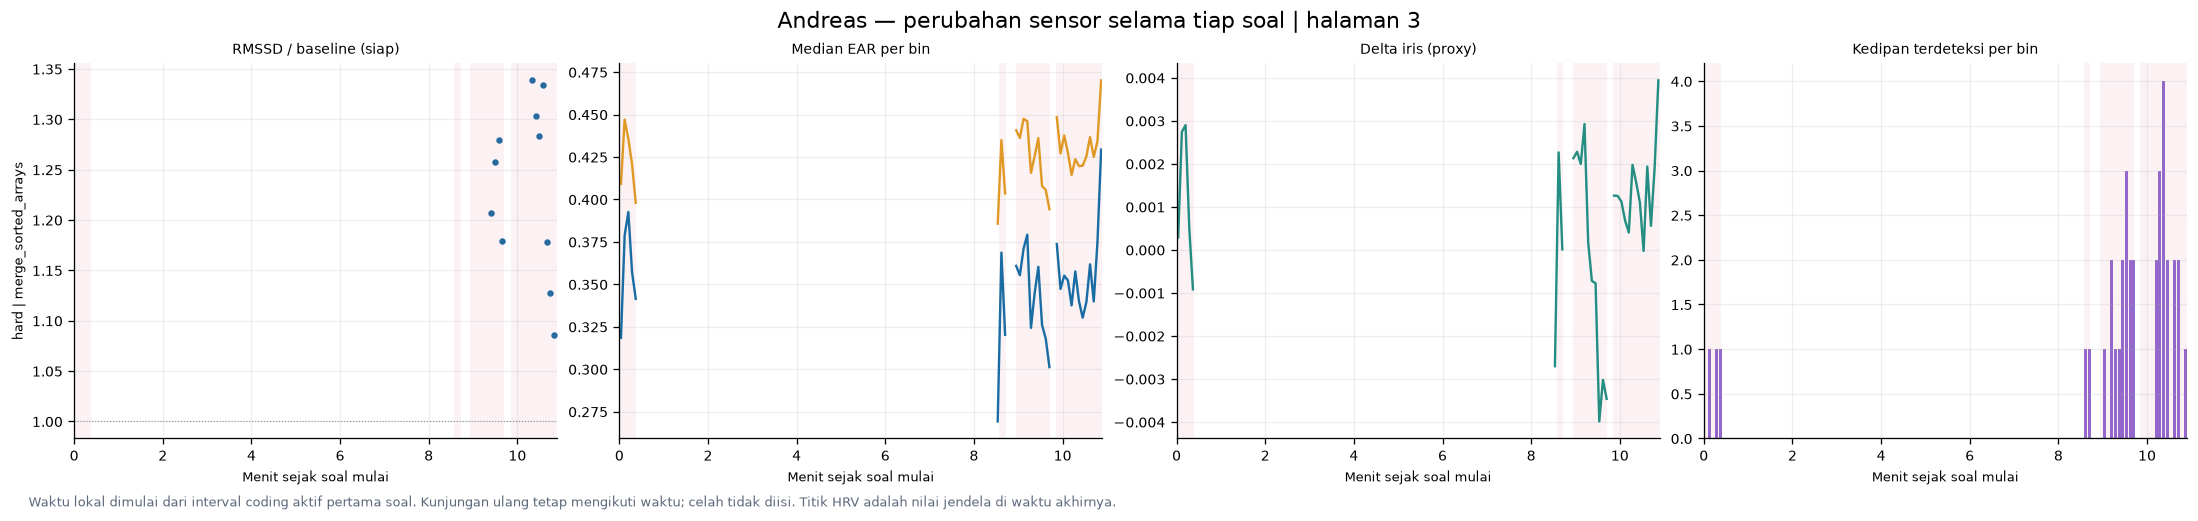 Andreas — perubahan sensor selama tiap soal | halaman 3
RMSSD / baseline (siap)
Median EAR per bin
Delta iris (proxy)
Kedipan terdeteksi per bin
hard | merge_sorted_arrays
1.35
1.30
1.25
1.20
1.15
1.10
1.05
1.00
0 2 4 6 8 10
Menit sejak soal mulai
0.475
0.450
0.425
0.400
0.375
0.350
0.325
0.300
0.275
0 2 4 6 8 10
Menit sejak soal mulai
0.004
0.003
0.002
0.001
0.000
−0.001
−0.002
−0.003
−0.004
0 2 4 6 8 10
Menit sejak soal mulai
4.0
3.5
3.0
2.5
2.0
1.5
1.0
0.5
0.0
0 2 4 6 8 10
Menit sejak soal mulai
Waktu lokal dimulai dari interval coding aktif pertama soal. Kunjungan ulang tetap mengikuti waktu; celah tidak diisi. Titik HRV adalah nilai jendela di waktu akhirnya.